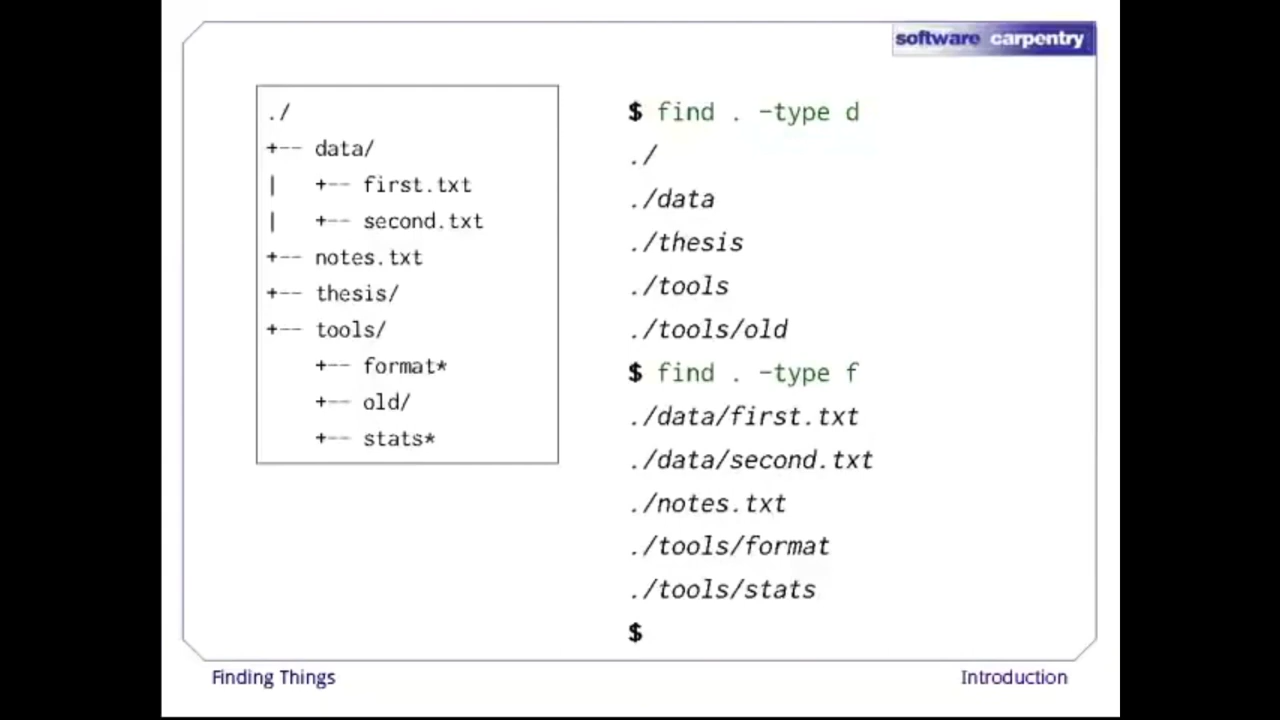 software carpentry
./
+-- data/
|   +-- first.txt
|   +-- second.txt
+-- notes.txt
+-- thesis/
+-- tools/
    +-- format*
    +-- old/
    +-- stats*
$ find . -type d
./
./data
./thesis
./tools
./tools/old
$ find . -type f
./data/first.txt
./data/second.txt
./notes.txt
./tools/format
./tools/stats
$
Finding Things
Introduction